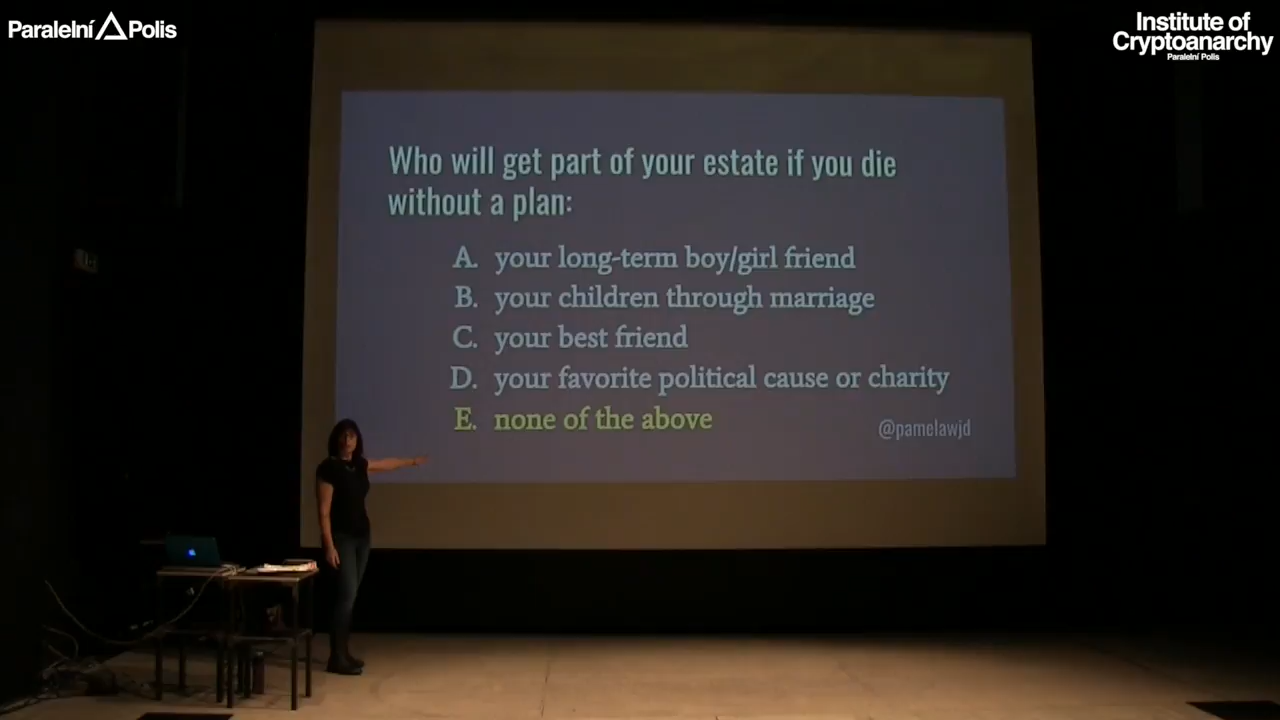 Paralelní Polis
Institute of
Cryptoanarchy
Paralelní Polis
Who will get part of your estate if you die
without a plan:
A. your long-term boy/girl friend
B. your children through marriage
C. your best friend
D. your favorite political cause or charity
E. none of the above
@pamelawjd